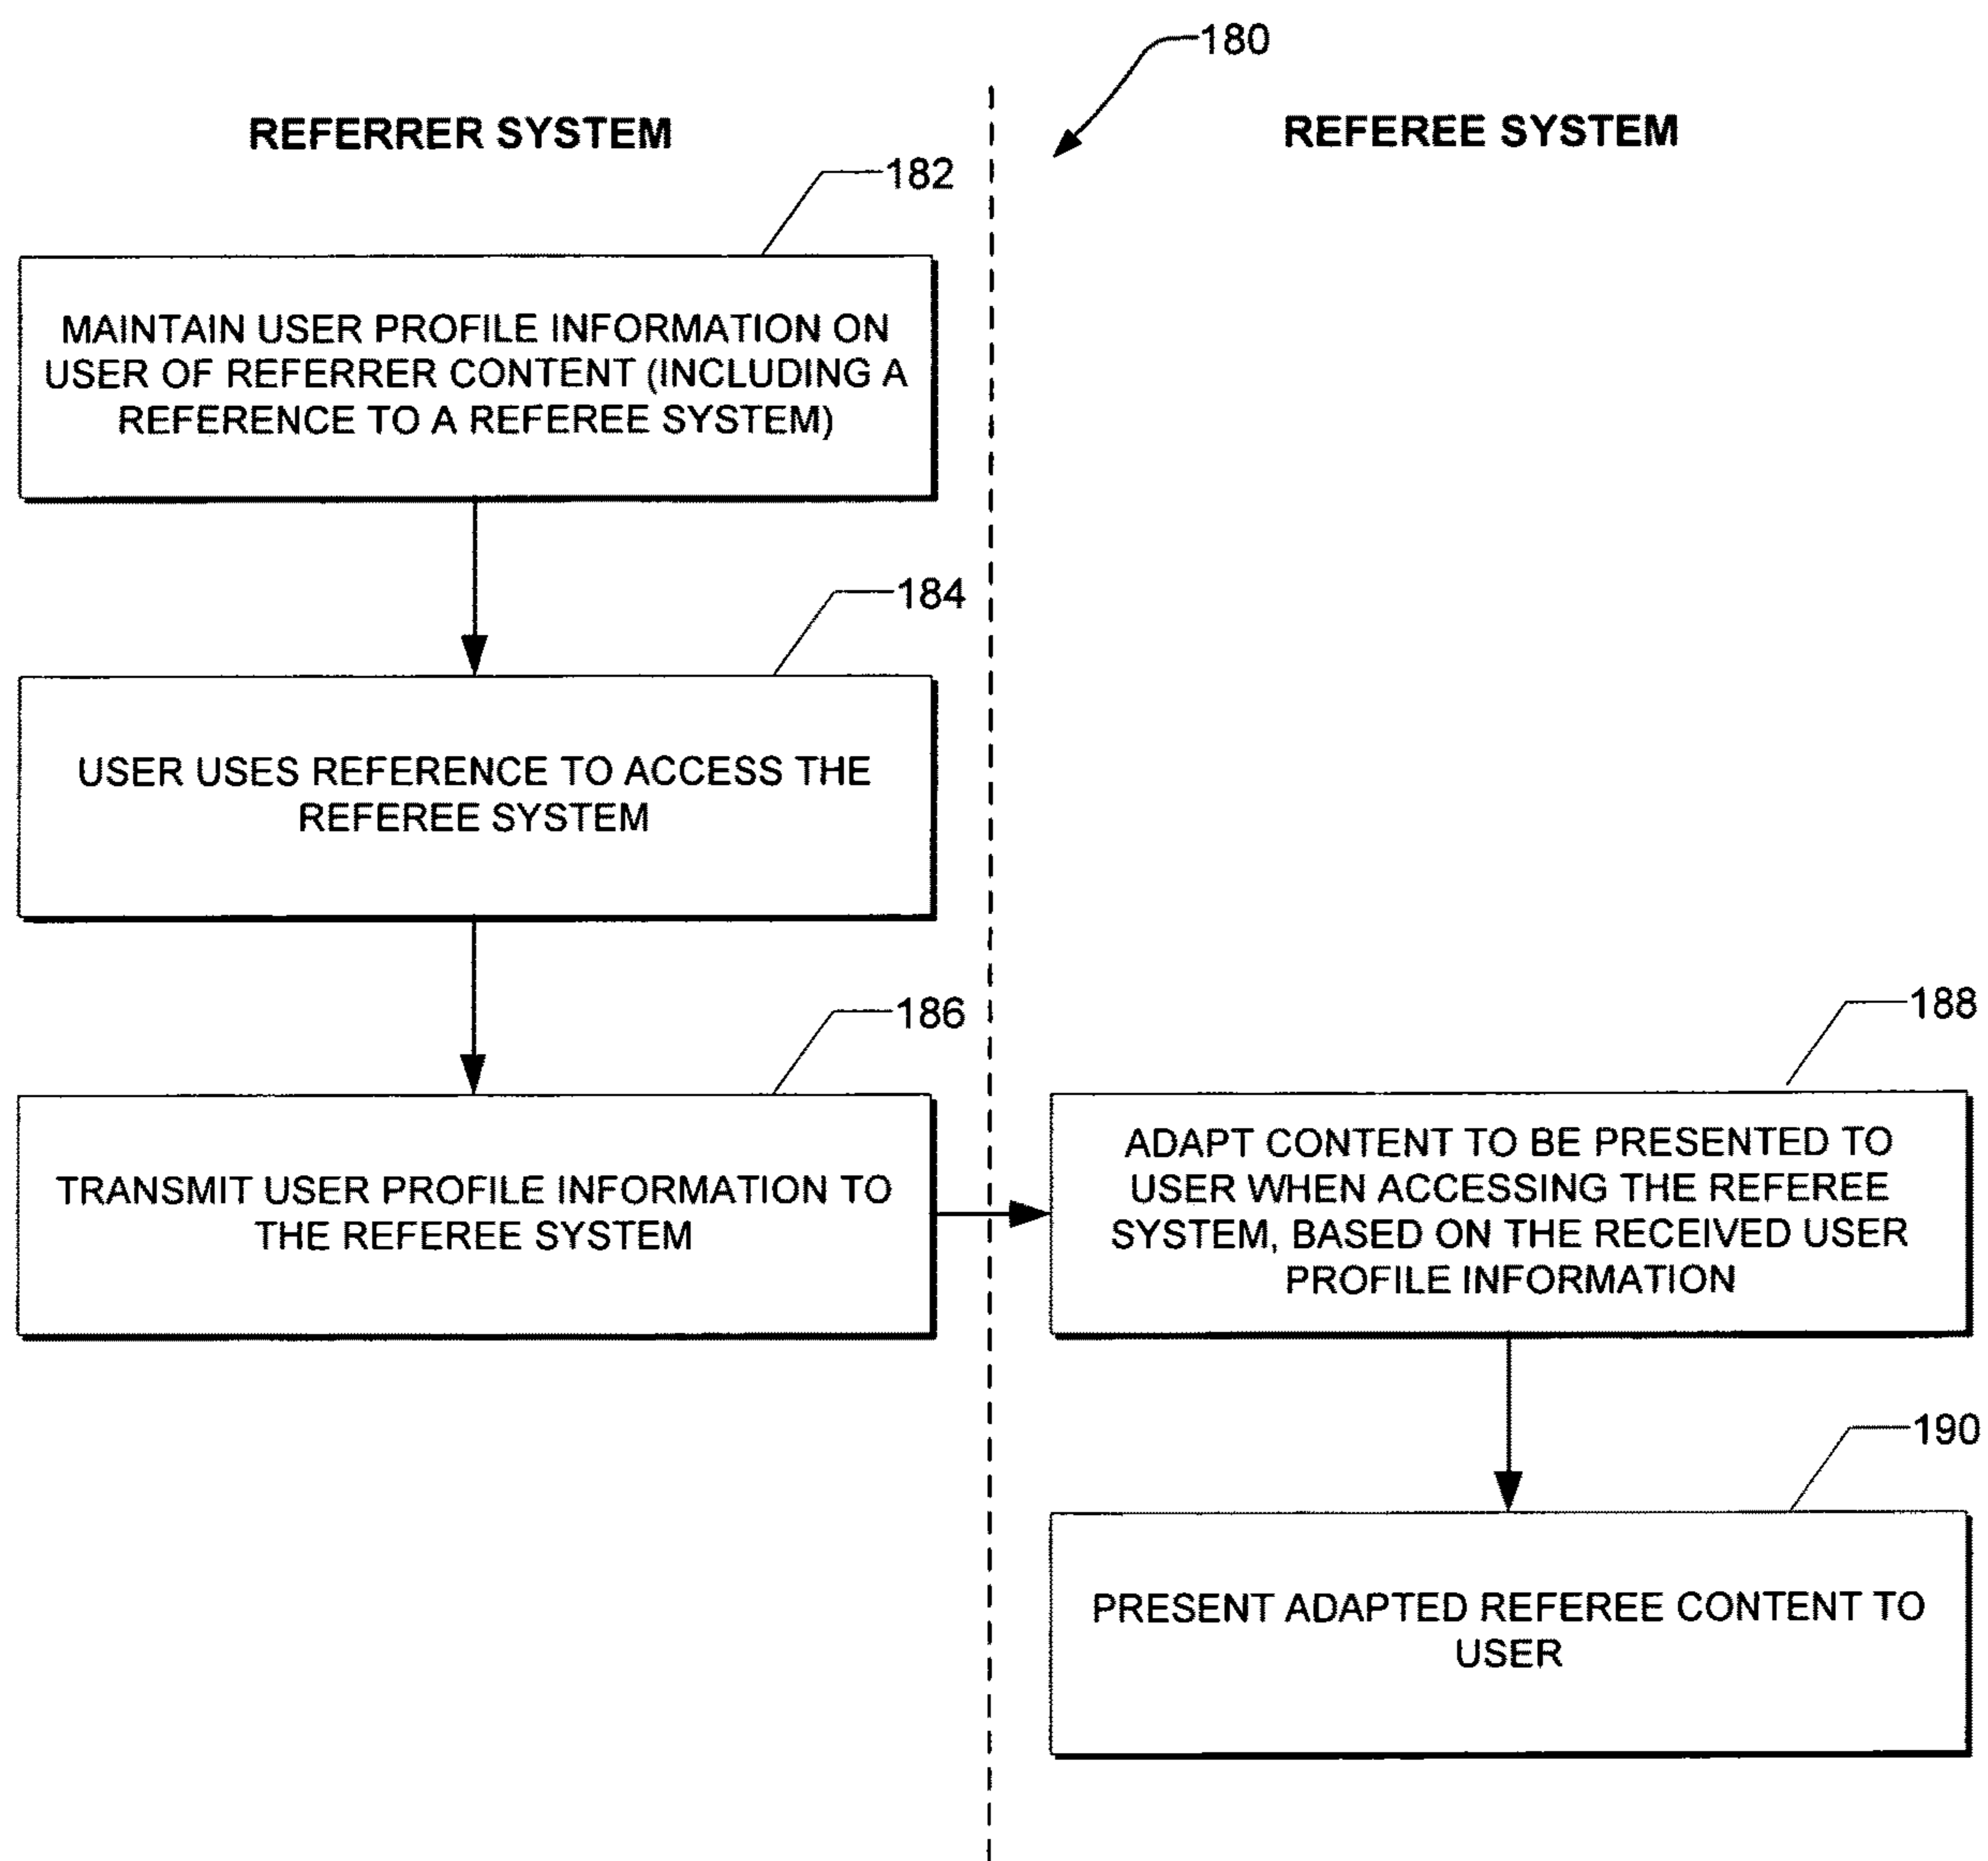 180
REFERRER SYSTEM
REFEREE SYSTEM
182
MAINTAIN USER PROFILE INFORMATION ON
USER OF REFERRER CONTENT (INCLUDING A
REFERENCE TO A REFEREE SYSTEM)
184
USER USES REFERENCE TO ACCESS THE
REFEREE SYSTEM
186
TRANSMIT USER PROFILE INFORMATION TO
THE REFEREE SYSTEM
188
ADAPT CONTENT TO BE PRESENTED TO
USER WHEN ACCESSING THE REFEREE
SYSTEM, BASED ON THE RECEIVED USER
PROFILE INFORMATION
190
PRESENT ADAPTED REFEREE CONTENT TO
USER